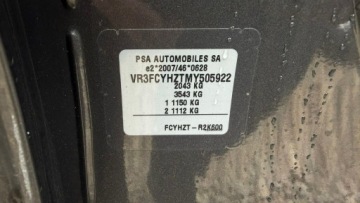 PSA AUTOMOBILES SA
e2*2007/46*0628
VR3FCYHZTMY505922
2043 KG
3543 KG
1 1150 KG
2 1112 KG
FCYHZT-R2K500